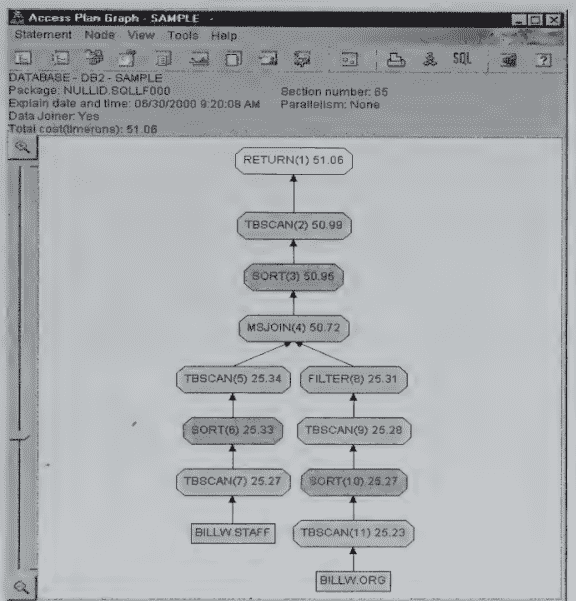 Access Plan Graph - SAMPLE -
Statement Node View Tools Help
SQL ?
DATABASE - DB2 - SAMPLE
Package: NULLID.SQLLF000 Section number: 65
Explain date and time: 06/30/2000 9:20:08 AM Parallelism: None
Data Joiner: Yes
Total cost(timerons): 51.06
RETURN(1) 51.06
TBSCAN(2) 50.99
SORT(3) 50.95
MSJOIN(4) 50.72
TBSCAN(5) 25.34 FILTER(8) 25.31
SORT(6) 25.33 TBSCAN(9) 25.28
TBSCAN(7) 25.27 SORT(10) 25.27
BILLW.STAFF TBSCAN(11) 25.23
BILLW.ORG